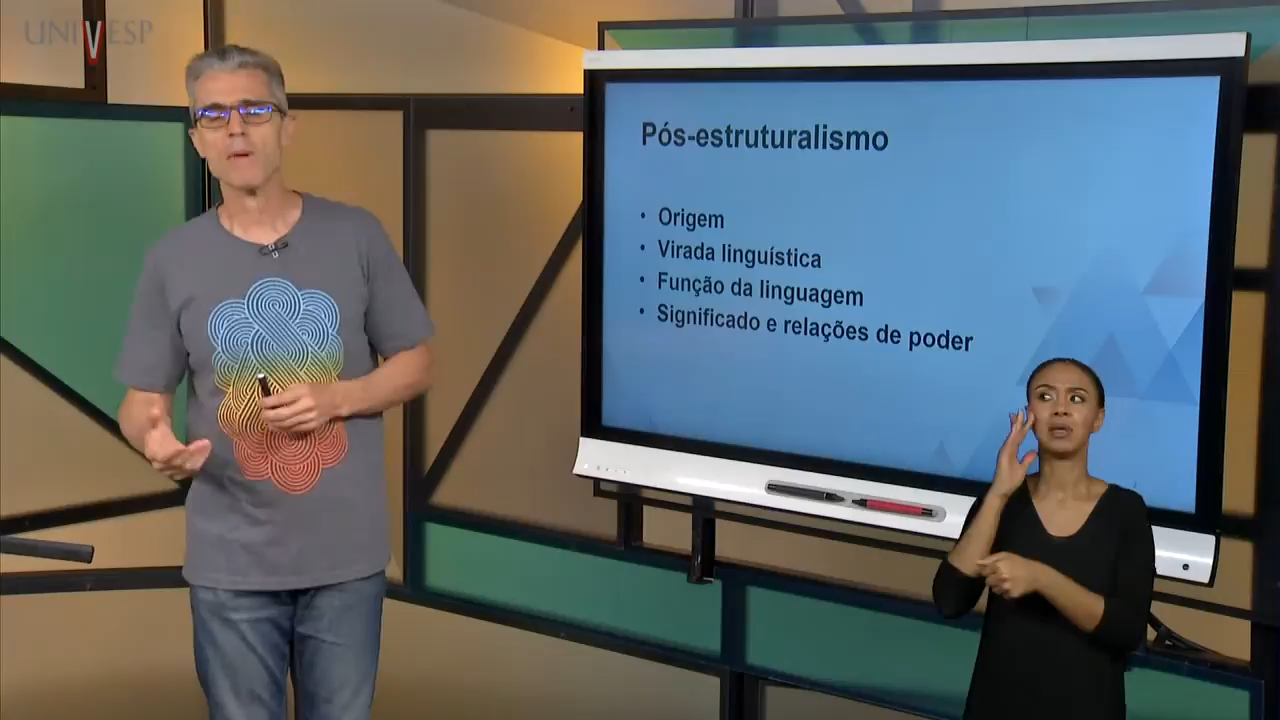 UNIVESP
Pós-estruturalismo
• Origem
• Virada linguística
• Função da linguagem
• Significado e relações de poder